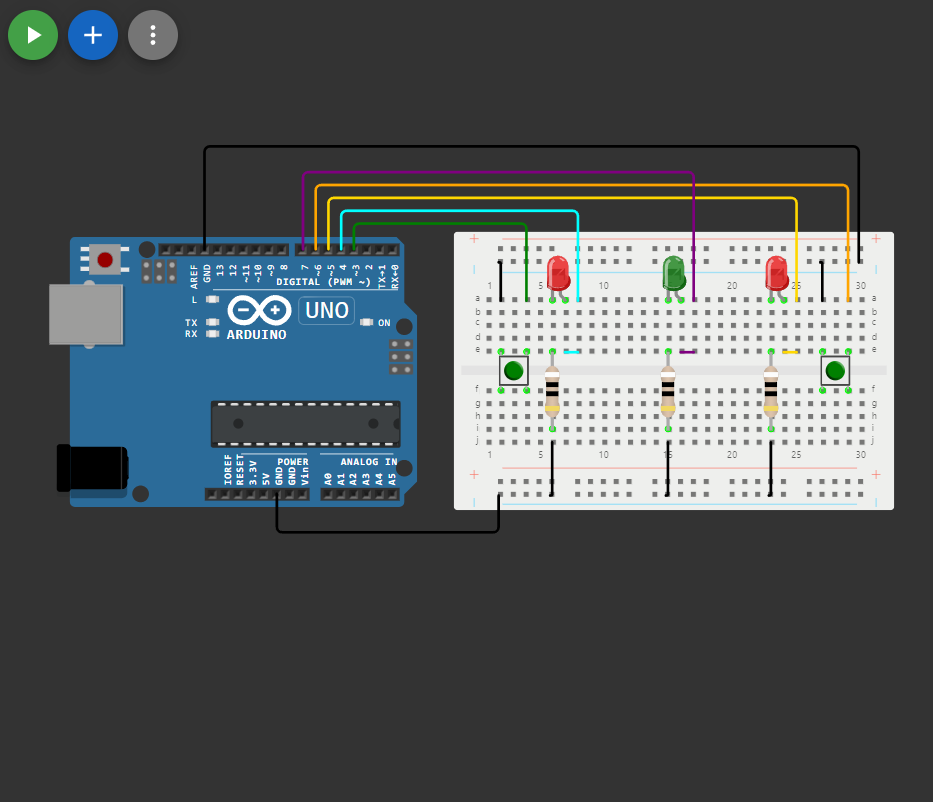 AREF
GND
13
12
~11
~10
~9
8
7
~6
~5
4
~3
2
TX→1
RX←0
DIGITAL (PWM ~)
L
TX
RX
ARDUINO
UNO
ON
IOREF
RESET
3.3V
5V
GND
GND
Vin
POWER
ANALOG IN
A0
A1
A2
A3
A4
A5
+ +
1 5 10 15 20 25 30
a a
b b
c c
d d
e e
f f
g g
h h
i i
j j
1 5 10 15 20 25 30
+ +